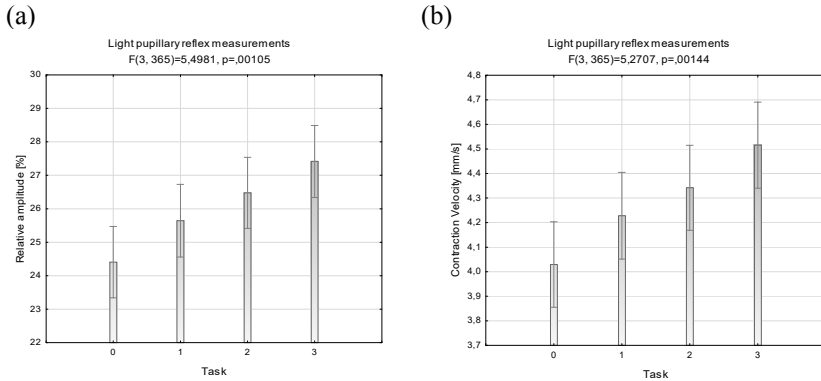 (a)
Light pupillary reflex measurements
F(3, 365)=5,4981, p=,00105
30
29
28
27
26
25
24
23
22
Relative amplitude [%]
0 1 2 3
Task
(b)
Light pupillary reflex measurements
F(3, 365)=5,2707, p=,00144
4,8
4,7
4,6
4,5
4,4
4,3
4,2
4,1
4,0
3,9
3,8
3,7
Contraction Velocity [mm/s]
0 1 2 3
Task